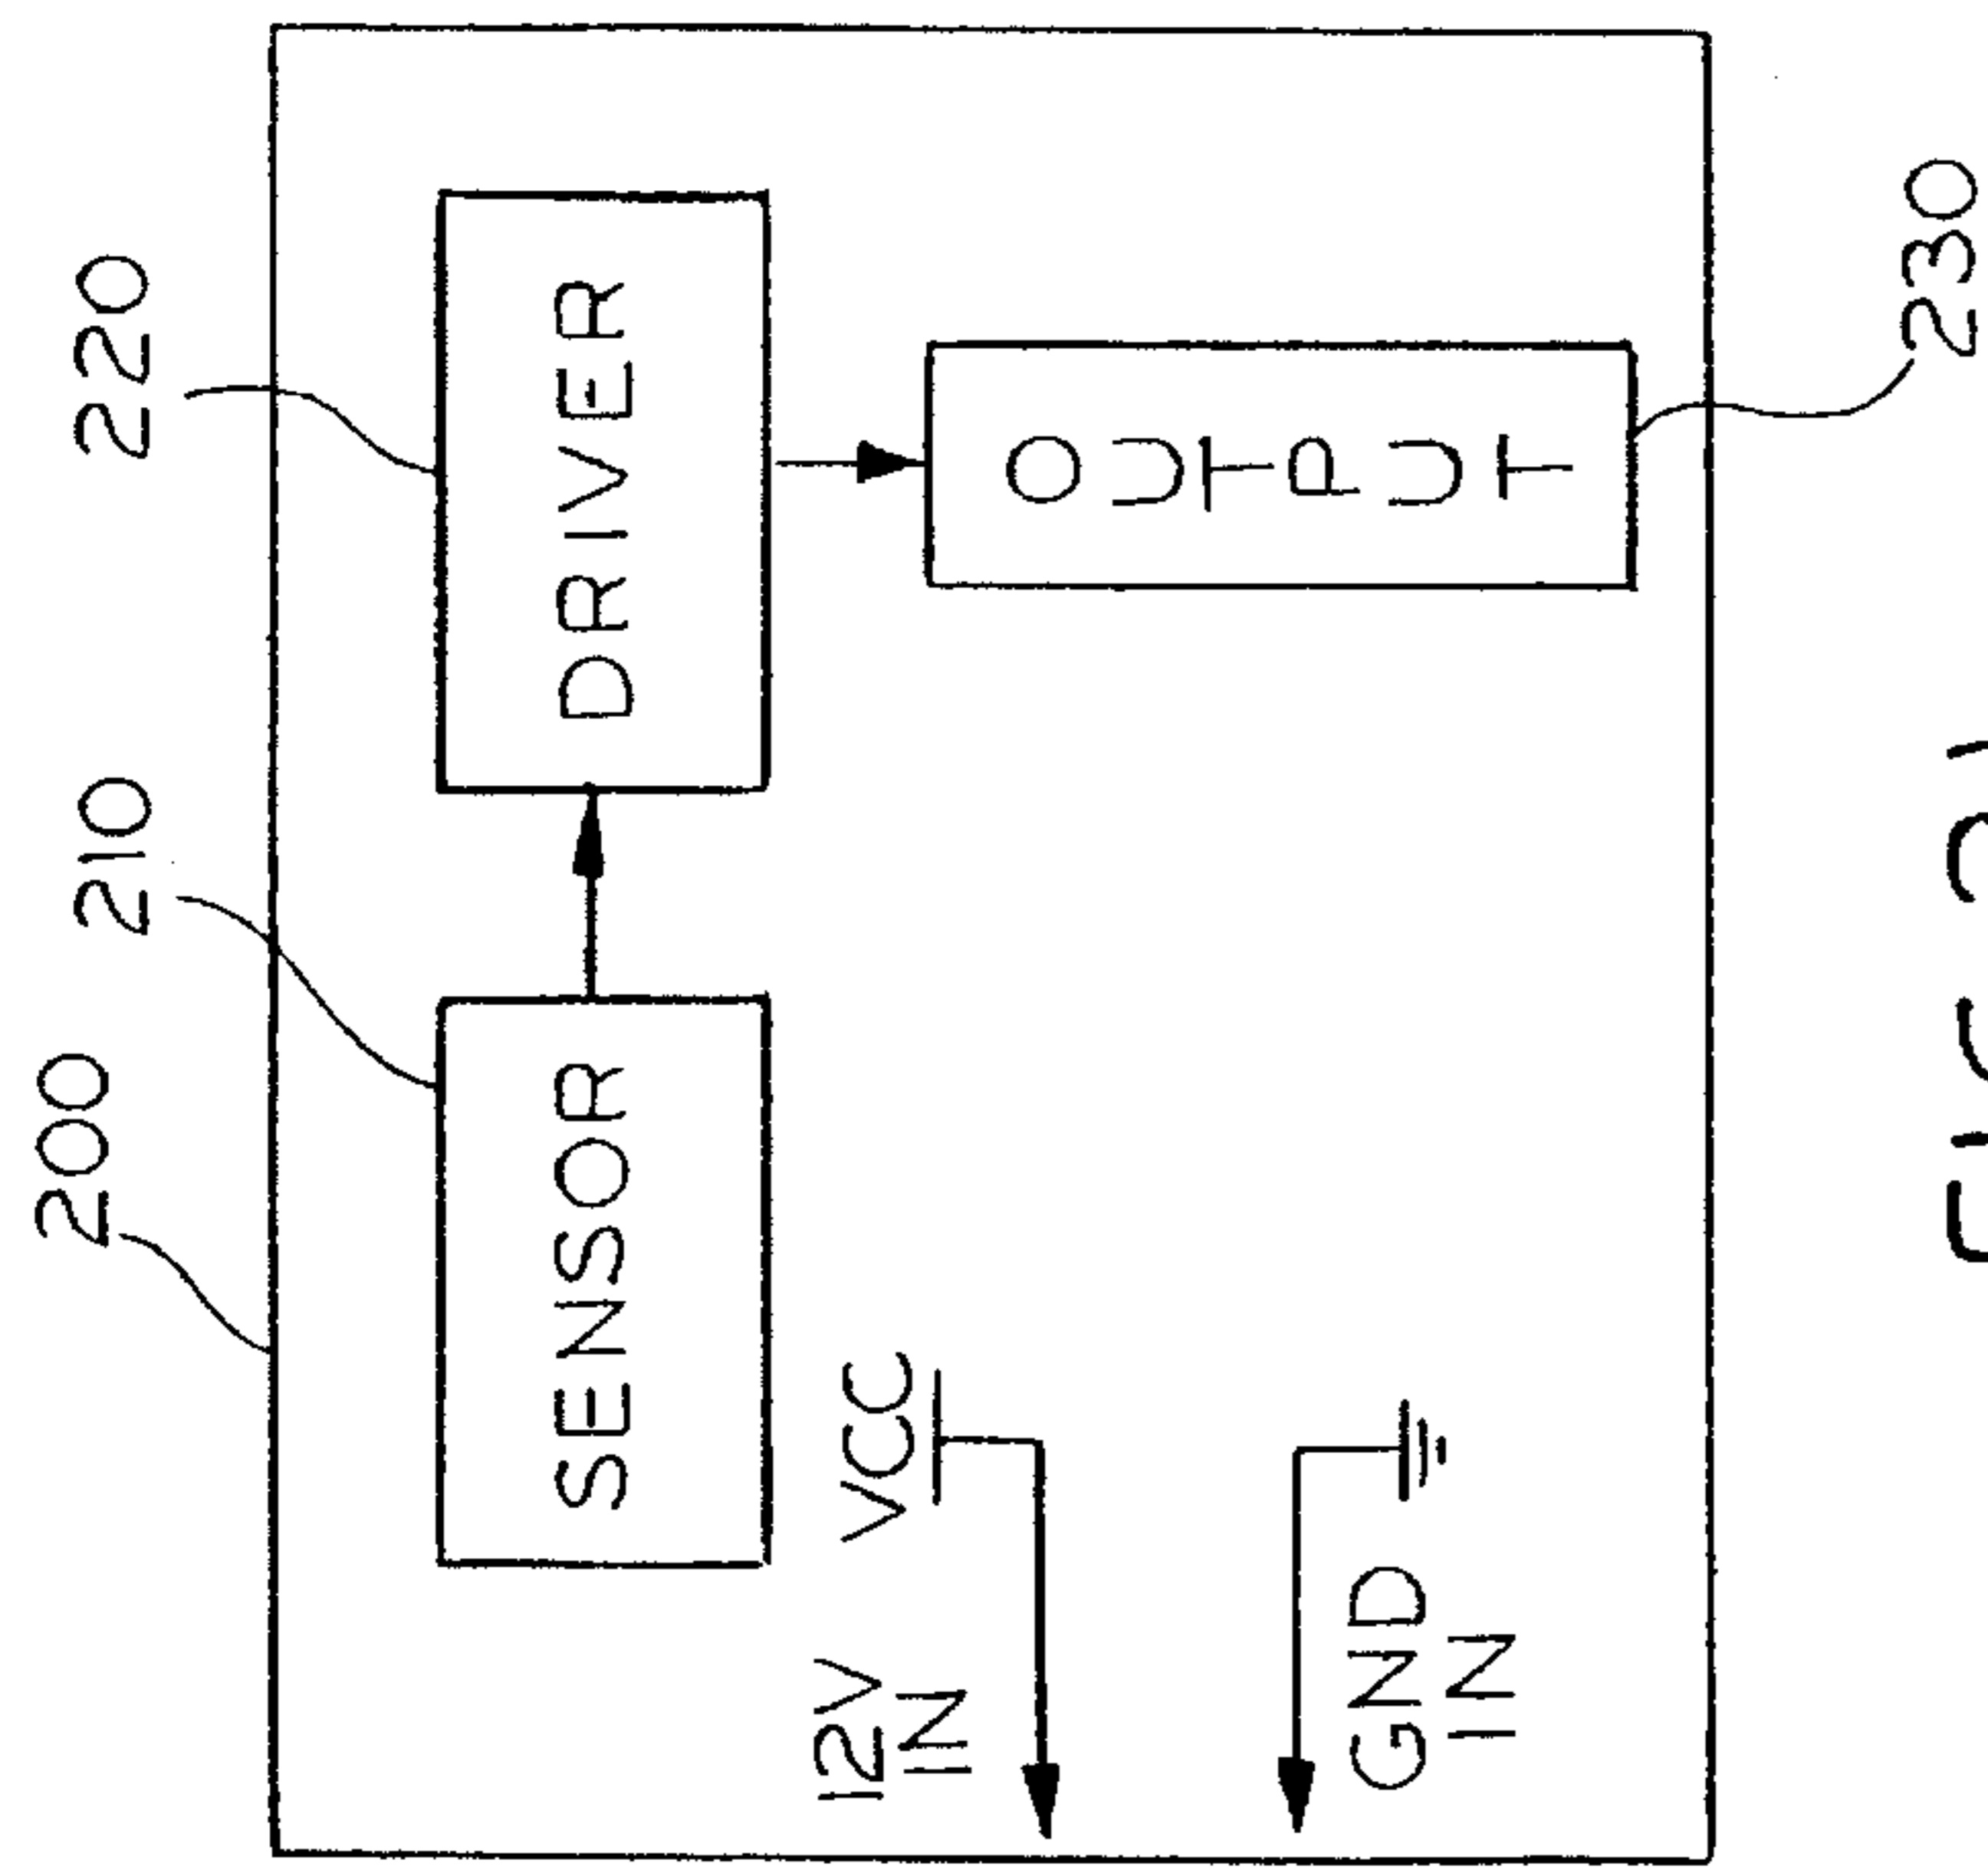 200
210
220
SENSOR
DRIVER
12V
IN
VCC
OUTPUT
GND
IN
230